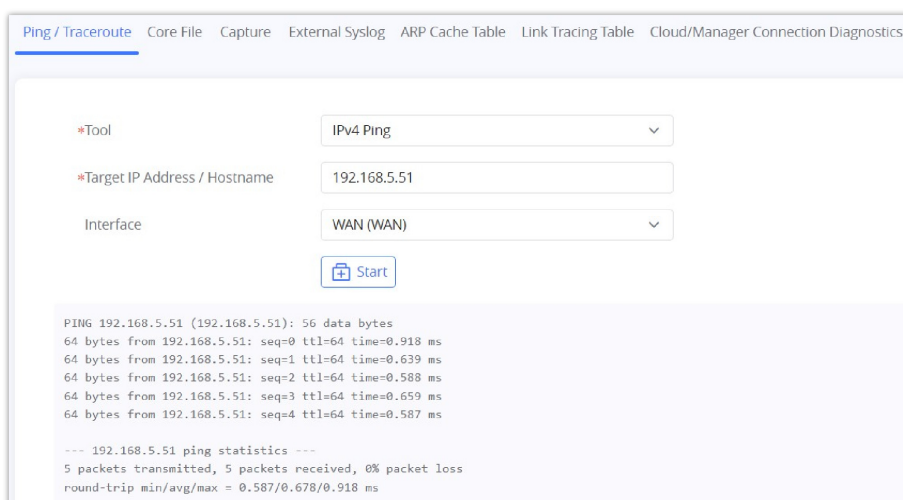 Ping / Traceroute Core File Capture External Syslog ARP Cache Table Link Tracing Table Cloud/Manager Connection Diagnostics
*Tool IPv4 Ping
*Target IP Address / Hostname 192.168.5.51
Interface WAN (WAN)
Start
PING 192.168.5.51 (192.168.5.51): 56 data bytes
64 bytes from 192.168.5.51: seq=0 ttl=64 time=0.918 ms
64 bytes from 192.168.5.51: seq=1 ttl=64 time=0.639 ms
64 bytes from 192.168.5.51: seq=2 ttl=64 time=0.588 ms
64 bytes from 192.168.5.51: seq=3 ttl=64 time=0.659 ms
64 bytes from 192.168.5.51: seq=4 ttl=64 time=0.587 ms
--- 192.168.5.51 ping statistics ---
5 packets transmitted, 5 packets received, 0% packet loss
round-trip min/avg/max = 0.587/0.678/0.918 ms